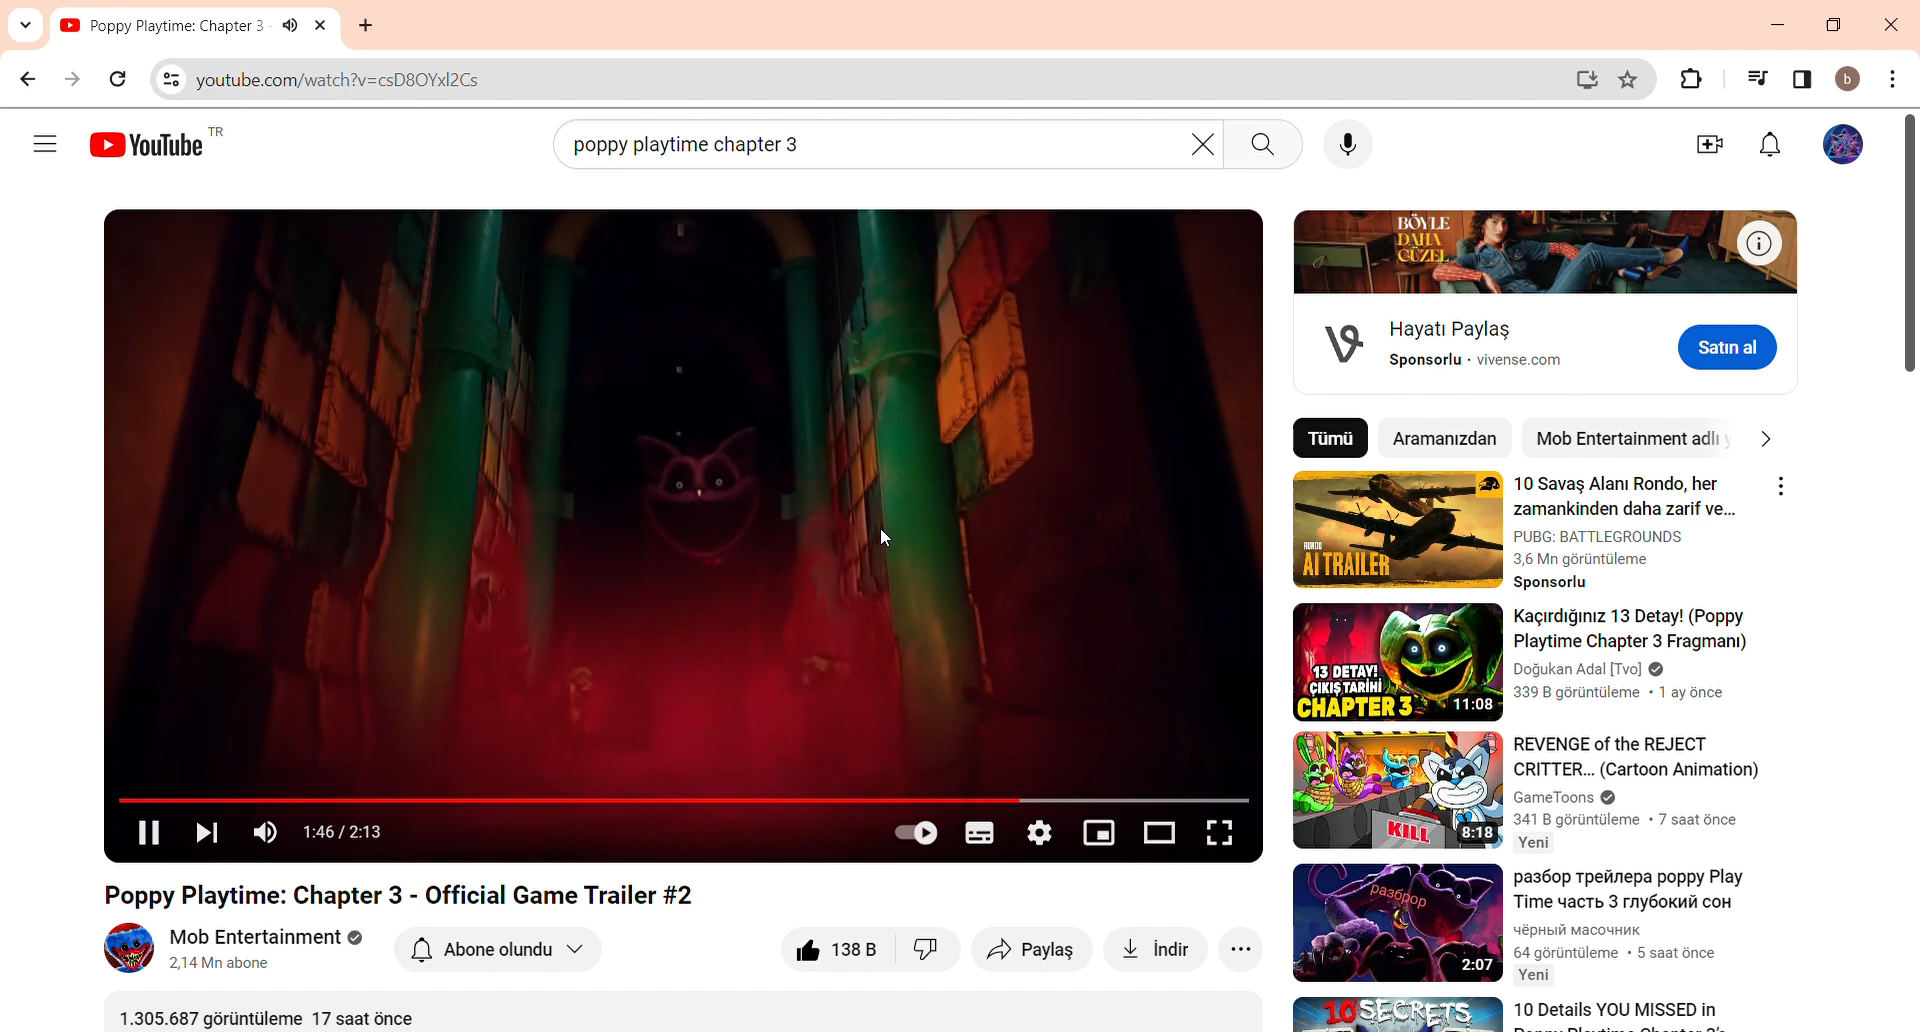 Poppy Playtime: Chapter 3 -
youtube.com/watch?v=csD8OYxl2Cs
b
YouTube TR
poppy playtime chapter 3
1:46 / 2:13
Poppy Playtime: Chapter 3 - Official Game Trailer #2
Mob Entertainment
2,14 Mn abone
Abone olundu
138 B
Paylaş
İndir
1.305.687 görüntüleme 17 saat önce
BÖYLE
DAHA
GÜZEL
Hayatı Paylaş
Sponsorlu · vivense.com
Satın al
Tümü
Aramanızdan
Mob Entertainment adlı y
RONDO
AI TRAILER
10 Savaş Alanı Rondo, her
zamankinden daha zarif ve...
PUBG: BATTLEGROUNDS
3,6 Mn görüntüleme
Sponsorlu
13 DETAY!
ÇIKIŞ TARİHİ
CHAPTER 3
11:08
Kaçırdığınız 13 Detay! (Poppy
Playtime Chapter 3 Fragmanı)
Doğukan Adal [Tvo]
339 B görüntüleme • 1 ay önce
KILL
8:18
REVENGE of the REJECT
CRITTER... (Cartoon Animation)
GameToons
341 B görüntüleme • 7 saat önce
Yeni
разброр
2:07
разбор трейлера poppy Play
Time часть 3 глубокий сон
чёрный масочник
64 görüntüleme • 5 saat önce
Yeni
10 SECRETS
10 Details YOU MISSED in
Poppy Playtime Chapter 3's